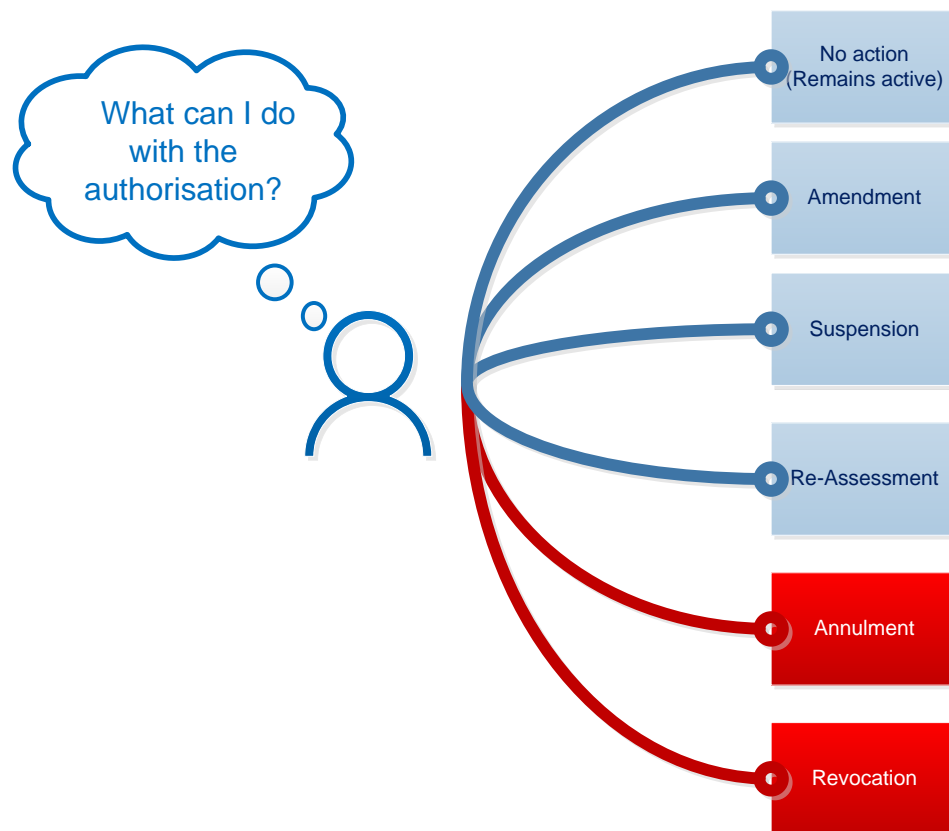 What can I do
with the
authorisation?
No action
(Remains active)
Amendment
Suspension
Re-Assessment
Annulment
Revocation